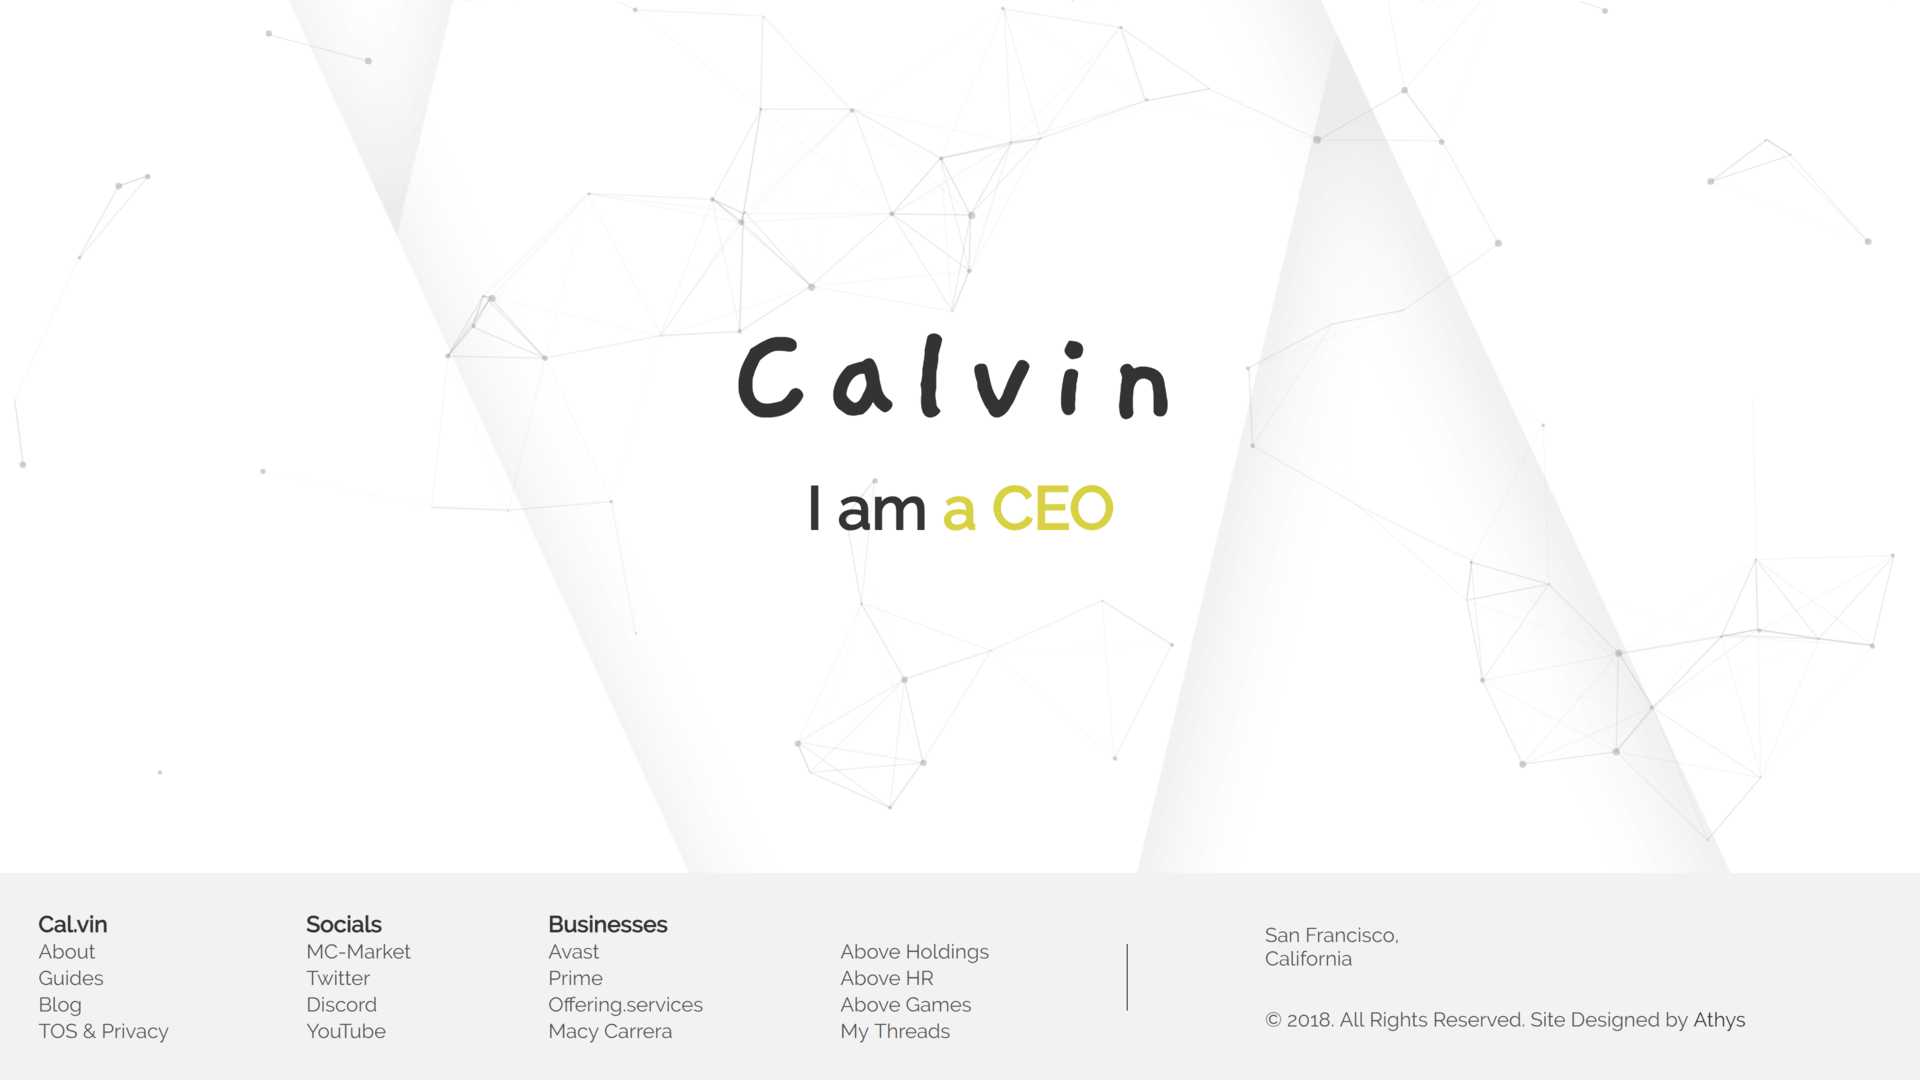 Calvin
I am a CEO
Cal.vin
About
Guides
Blog
TOS & Privacy
Socials
MC-Market
Twitter
Discord
YouTube
Businesses
Avast
Prime
Offering.services
Macy Carrera
Above Holdings
Above HR
Above Games
My Threads
San Francisco,
California
© 2018. All Rights Reserved. Site Designed by Athys